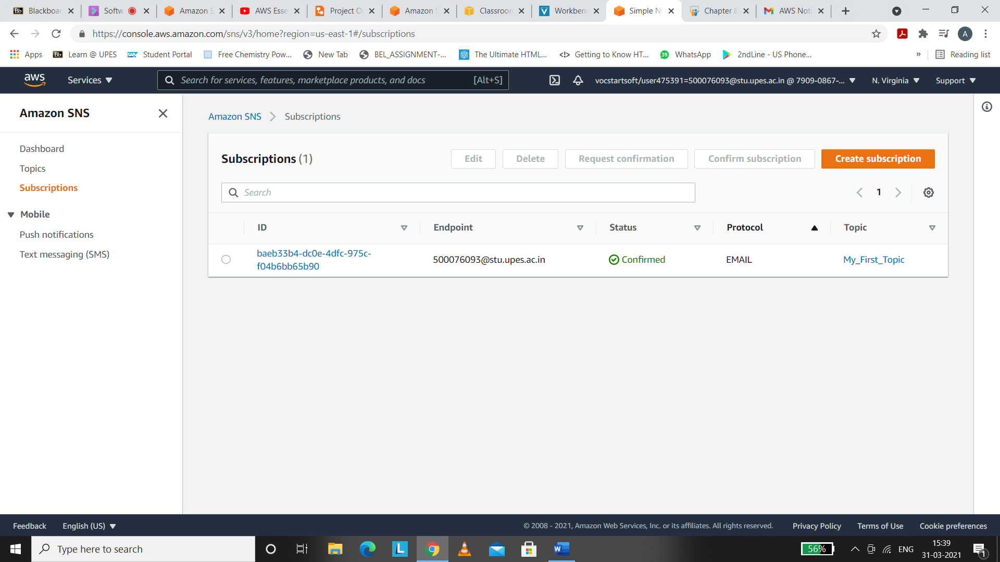 Blackboar
Softw
Amazon S
AWS Esse
Project O
Amazon S
Classroom
Workben
Simple N
Chapter 8
AWS Noti
https://console.aws.amazon.com/sns/v3/home?region=us-east-1#/subscriptions
A
Apps
Bb Learn @ UPES
SAP Student Portal
Free Chemistry Pow...
New Tab
BEL_ASSIGNMENT-...
The Ultimate HTML...
Getting to Know HT...
39 WhatsApp
2ndLine - US Phone...
»
Reading list
aws
Services
Search for services, features, marketplace products, and docs [Alt+S]
vocstartsoft/user475391=500076093@stu.upes.ac.in @ 7909-0867-...
N. Virginia
Support
Amazon SNS
Dashboard
Topics
Subscriptions
Mobile
Push notifications
Text messaging (SMS)
Amazon SNS > Subscriptions
Subscriptions (1)
Edit
Delete
Request confirmation
Confirm subscription
Create subscription
Search
1
ID Endpoint Status Protocol Topic
baeb33b4-dc0e-4dfc-975c-
f04b6bb65b90
500076093@stu.upes.ac.in
Confirmed
EMAIL
My_First_Topic
Feedback
English (US)
© 2008 - 2021, Amazon Web Services, Inc. or its affiliates. All rights reserved.
Privacy Policy
Terms of Use
Cookie preferences
Type here to search
L
W
56%
ENG
15:39
31-03-2021
1